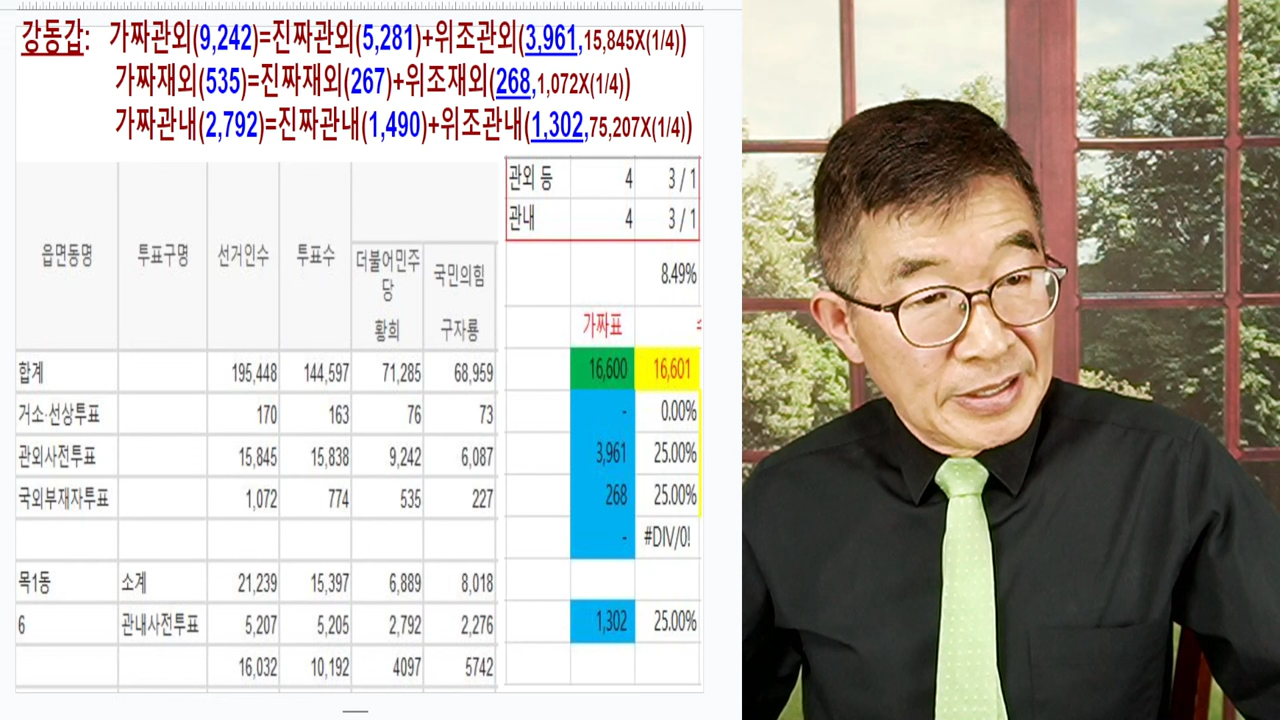 강동갑: 가짜관외(9,242)=진짜관외(5,281)+위조관외(3,961,15,845X(1/4))
가짜재외(535)=진짜재외(267)+위조재외(268,1,072X(1/4))
가짜관내(2,792)=진짜관내(1,490)+위조관내(1,302,75,207X(1/4))
관외 등 4 3 / 1
관내 4 3 / 1
8.49%
읍면동명 투표구명 선거인수 투표수 더불어민주당 황희 국민의힘 구자룡
가짜표
합계 195,448 144,597 71,285 68,959 16,600 16,601
거소·선상투표 170 163 76 73 - 0.00%
관외사전투표 15,845 15,838 9,242 6,087 3,961 25.00%
국외부재자투표 1,072 774 535 227 268 25.00%
- #DIV/0!
목1동 소계 21,239 15,397 6,889 8,018
6 관내사전투표 5,207 5,205 2,792 2,276 1,302 25.00%
16,032 10,192 4097 5742